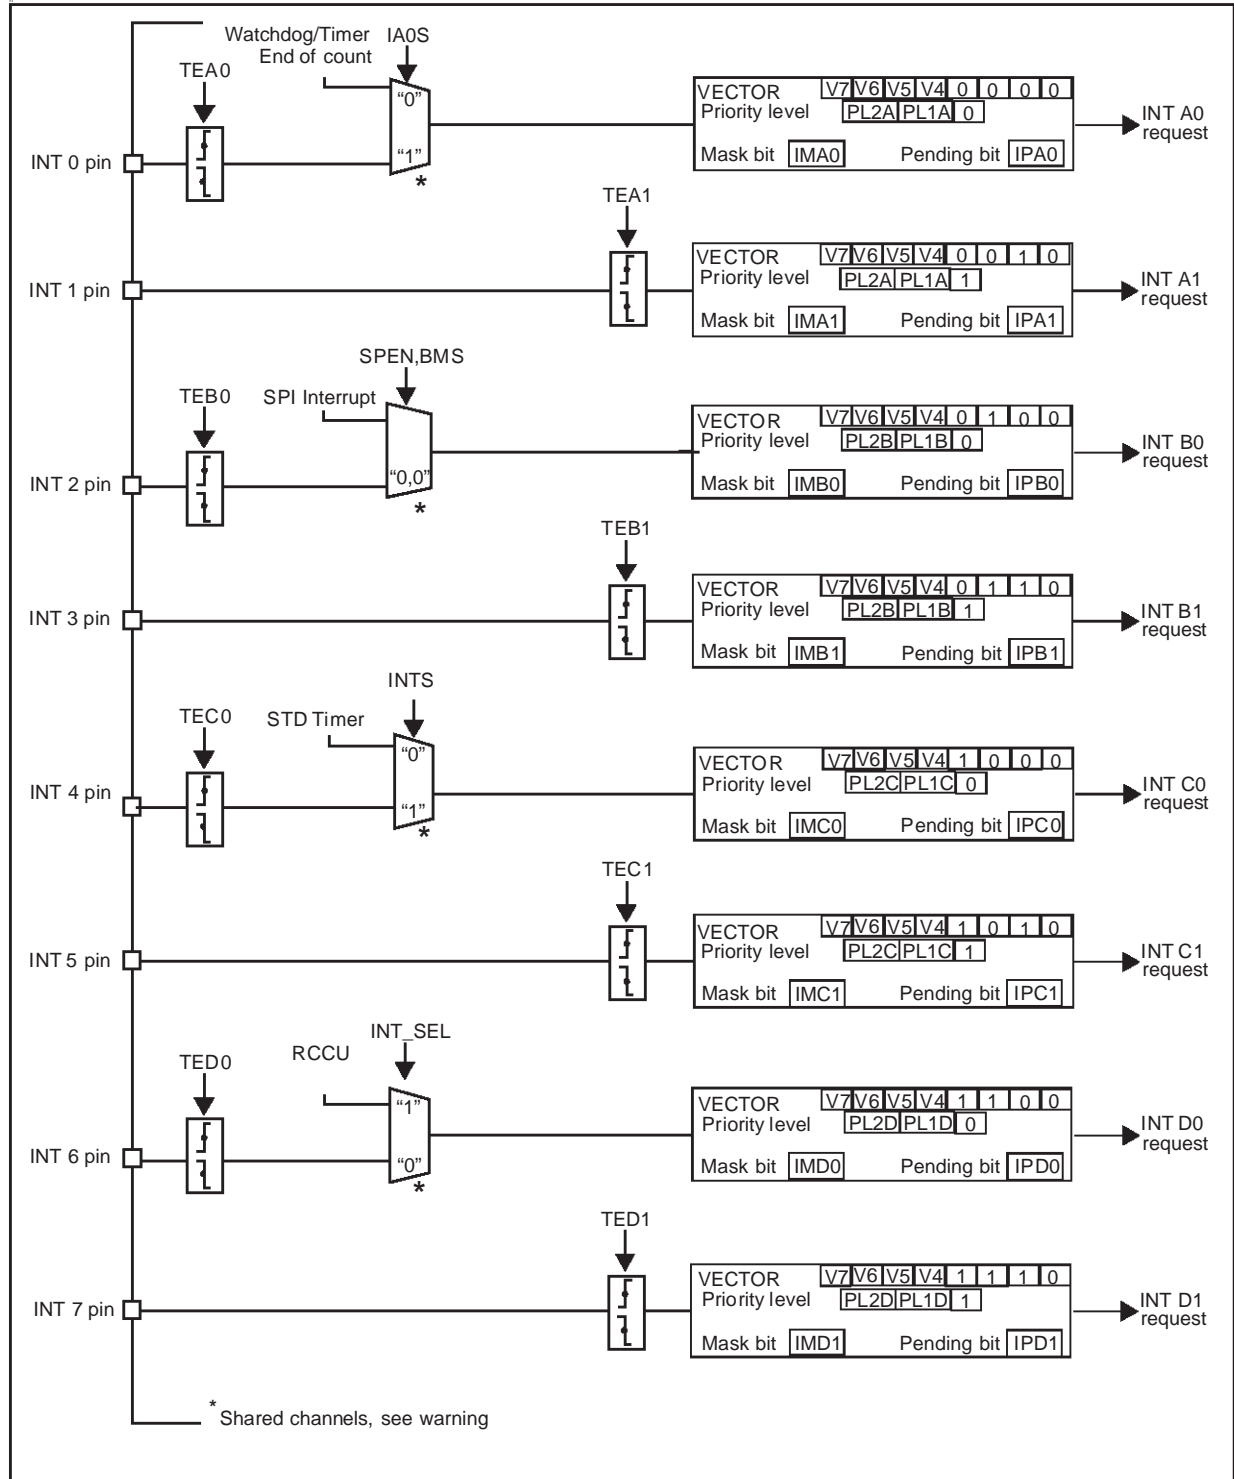 Watchdog/Timer
End of count
IA0S
TEA0
"0"
"1"
*
INT 0 pin
VECTOR V7 V6 V5 V4 0 0 0 0
Priority level PL2A PL1A 0
Mask bit IMA0 Pending bit IPA0
INT A0
request
TEA1
INT 1 pin
VECTOR V7 V6 V5 V4 0 0 1 0
Priority level PL2A PL1A 1
Mask bit IMA1 Pending bit IPA1
INT A1
request
SPEN,BMS
TEB0
SPI Interrupt
"0,0"
*
INT 2 pin
VECTOR V7 V6 V5 V4 0 1 0 0
Priority level PL2B PL1B 0
Mask bit IMB0 Pending bit IPB0
INT B0
request
TEB1
INT 3 pin
VECTOR V7 V6 V5 V4 0 1 1 0
Priority level PL2B PL1B 1
Mask bit IMB1 Pending bit IPB1
INT B1
request
INTS
TEC0
STD Timer
"0"
"1"
*
INT 4 pin
VECTOR V7 V6 V5 V4 1 0 0 0
Priority level PL2C PL1C 0
Mask bit IMC0 Pending bit IPC0
INT C0
request
TEC1
INT 5 pin
VECTOR V7 V6 V5 V4 1 0 1 0
Priority level PL2C PL1C 1
Mask bit IMC1 Pending bit IPC1
INT C1
request
INT_SEL
RCCU
TED0
"1"
"0"
*
INT 6 pin
VECTOR V7 V6 V5 V4 1 1 0 0
Priority level PL2D PL1D 0
Mask bit IMD0 Pending bit IPD0
INT D0
request
TED1
INT 7 pin
VECTOR V7 V6 V5 V4 1 1 1 0
Priority level PL2D PL1D 1
Mask bit IMD1 Pending bit IPD1
INT D1
request
* Shared channels, see warning